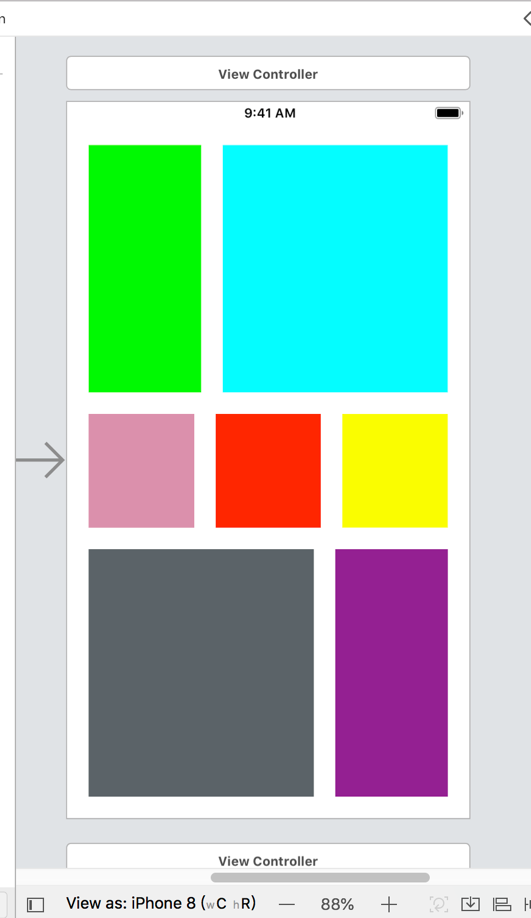 n
View Controller
9:41 AM
View Controller
View as: iPhone 8 (wC hR)
88%